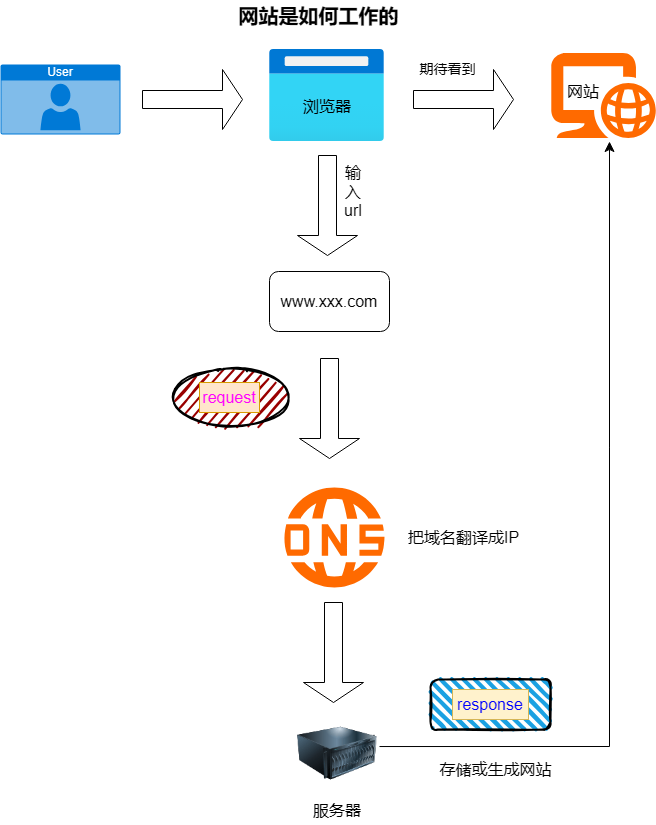 网站是如何工作的
User
浏览器
期待看到
网站
输
入
url
www.xxx.com
request
DNS
把域名翻译成IP
response
存储或生成网站
服务器